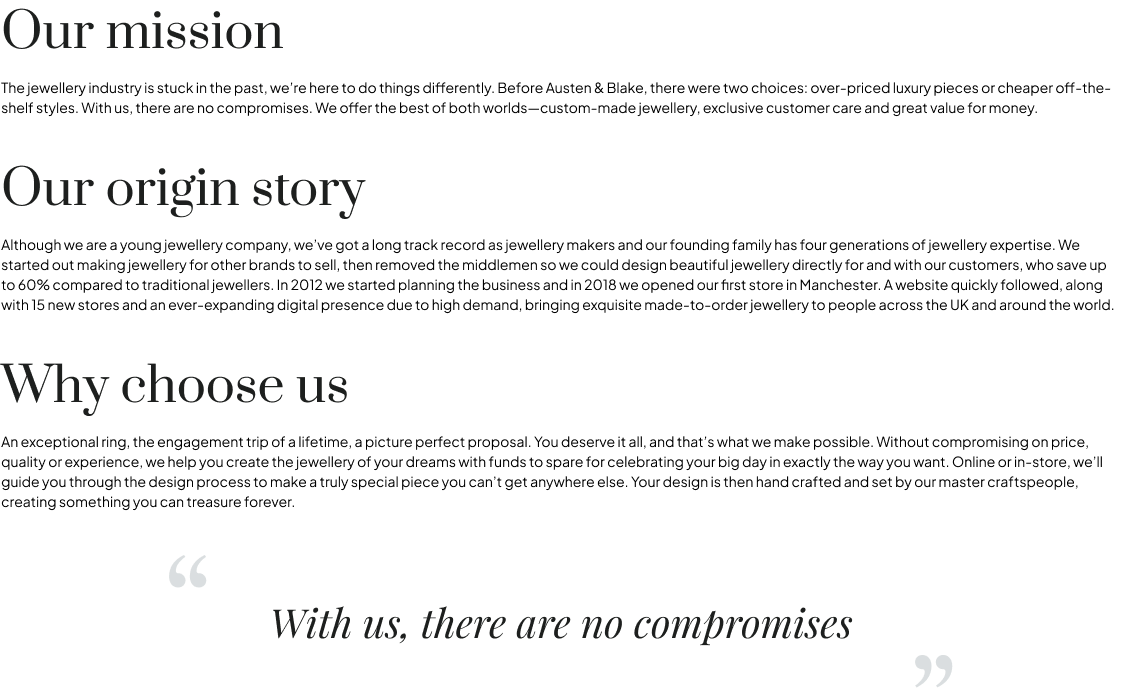 Our mission
The jewellery industry is stuck in the past, we’re here to do things differently. Before Austen & Blake, there were two choices: over-priced luxury pieces or cheaper off-the-
shelf styles. With us, there are no compromises. We offer the best of both worlds—custom-made jewellery, exclusive customer care and great value for money.
Our origin story
Although we are a young jewellery company, we’ve got a long track record as jewellery makers and our founding family has four generations of jewellery expertise. We
started out making jewellery for other brands to sell, then removed the middlemen so we could design beautiful jewellery directly for and with our customers, who save up
to 60% compared to traditional jewellers. In 2012 we started planning the business and in 2018 we opened our first store in Manchester. A website quickly followed, along
with 15 new stores and an ever-expanding digital presence due to high demand, bringing exquisite made-to-order jewellery to people across the UK and around the world.
Why choose us
An exceptional ring, the engagement trip of a lifetime, a picture perfect proposal. You deserve it all, and that’s what we make possible. Without compromising on price,
quality or experience, we help you create the jewellery of your dreams with funds to spare for celebrating your big day in exactly the way you want. Online or in-store, we’ll
guide you through the design process to make a truly special piece you can’t get anywhere else. Your design is then hand crafted and set by our master craftspeople,
creating something you can treasure forever.
“
With us, there are no compromises
”